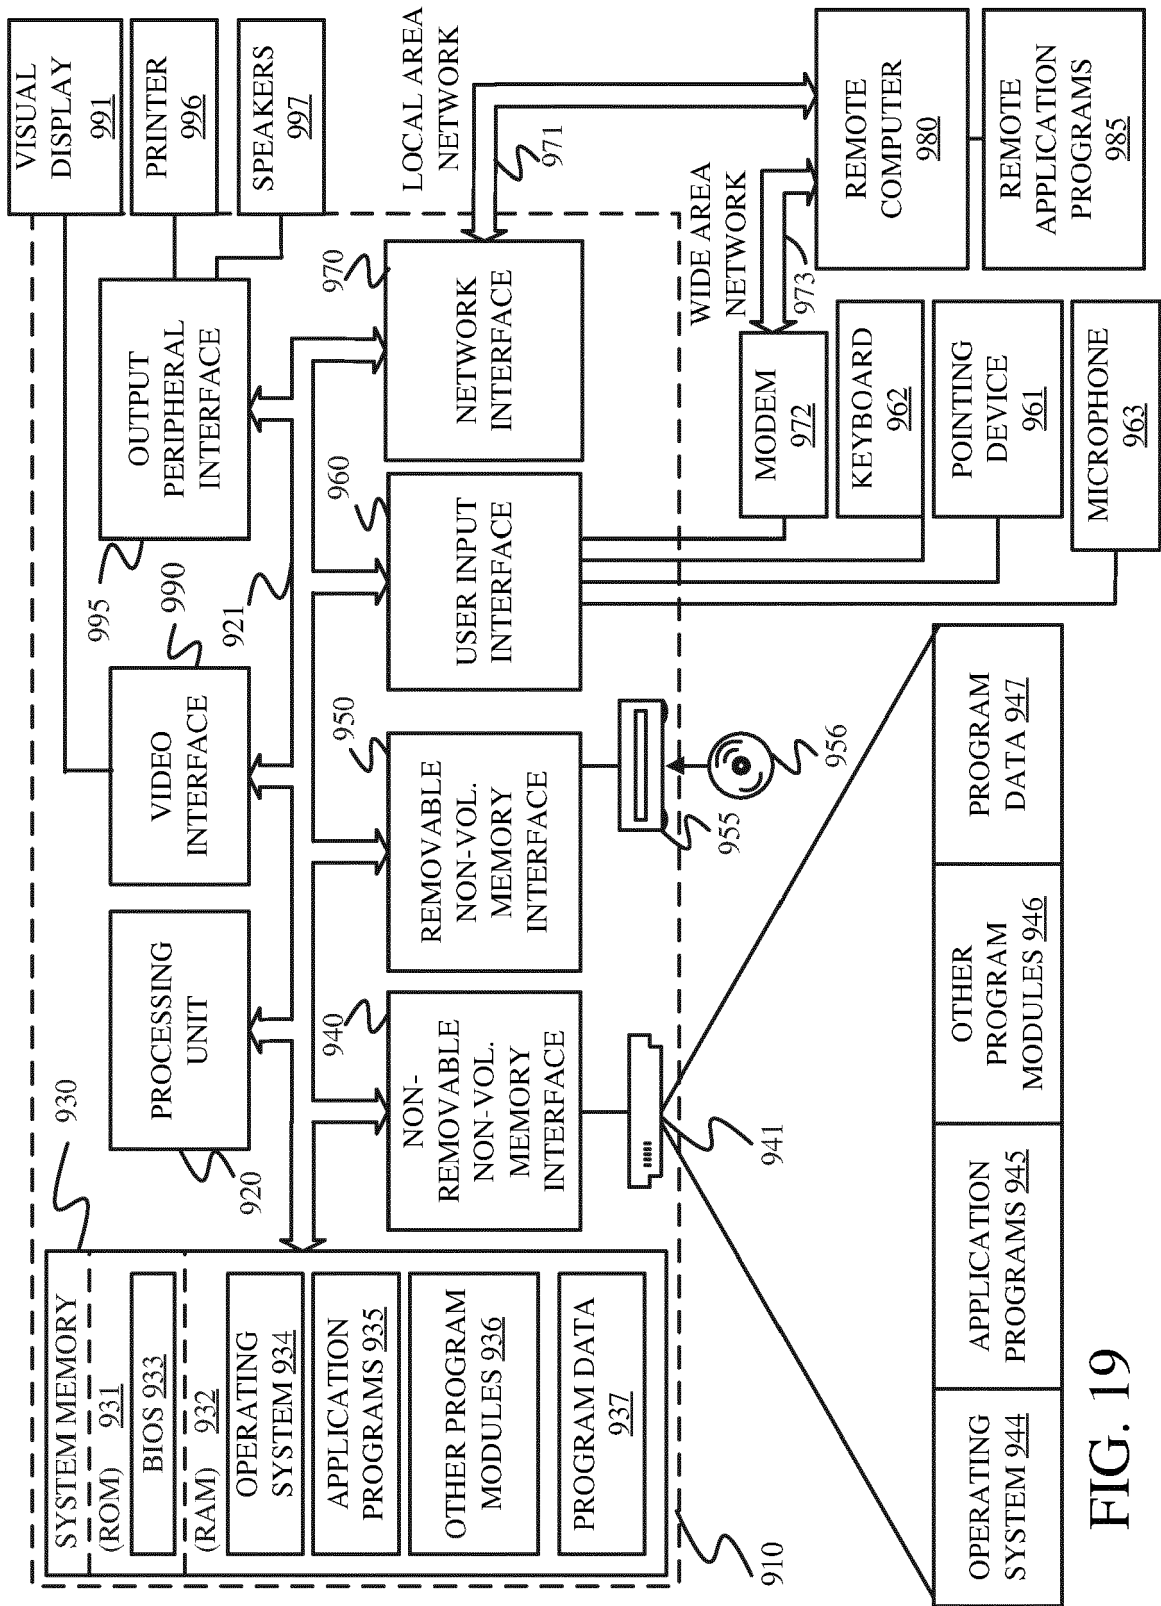 SYSTEM MEMORY
(ROM) 931
BIOS 933
(RAM) 932
OPERATING
SYSTEM 934
APPLICATION
PROGRAMS 935
OTHER PROGRAM
MODULES 936
PROGRAM DATA
937
910
930
PROCESSING
UNIT
920
VIDEO
INTERFACE
990
921
OUTPUT
PERIPHERAL
INTERFACE
995
VISUAL
DISPLAY
991
PRINTER
996
SPEAKERS
997
940
NON-
REMOVABLE
NON-VOL.
MEMORY
INTERFACE
950
REMOVABLE
NON-VOL.
MEMORY
INTERFACE
960
USER INPUT
INTERFACE
970
NETWORK
INTERFACE
LOCAL AREA
NETWORK
971
WIDE AREA
NETWORK
973
941
955
956
MODEM
972
KEYBOARD
962
POINTING
DEVICE
961
MICROPHONE
963
REMOTE
COMPUTER
980
REMOTE
APPLICATION
PROGRAMS
985
OPERATING
SYSTEM 944
APPLICATION
PROGRAMS 945
OTHER
PROGRAM
MODULES 946
PROGRAM
DATA 947
FIG. 19